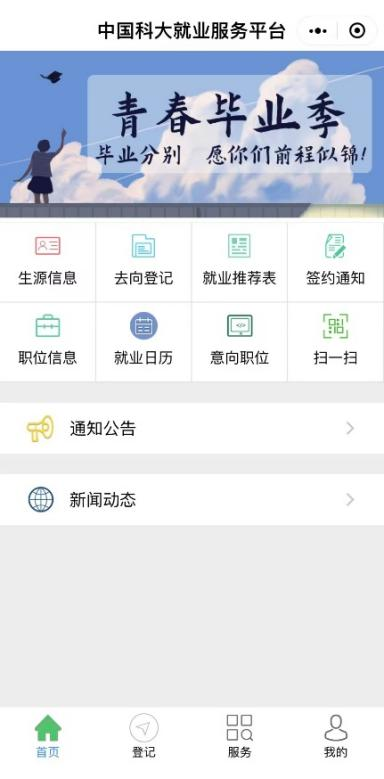 中国科大就业服务平台
青春毕业季
毕业分别 愿你们前程似锦!
生源信息 去向登记 就业推荐表 签约通知
职位信息 就业日历 意向职位 扫一扫
通知公告
新闻动态
首页 登记 服务 我的